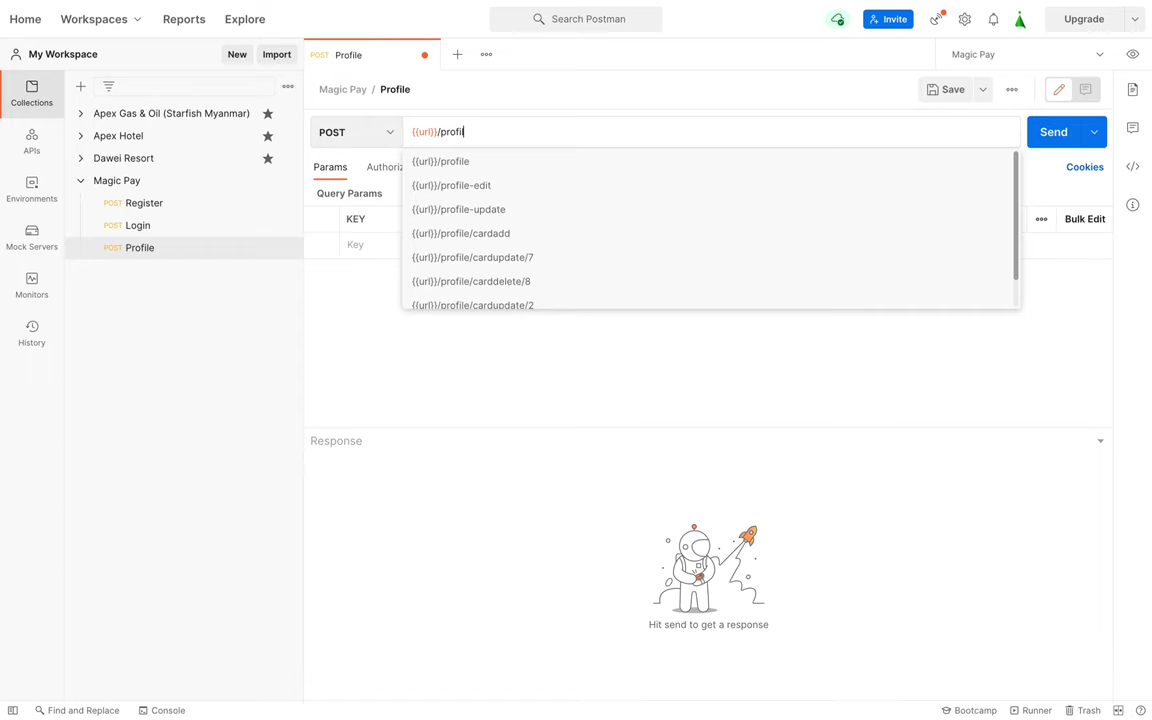 Home Workspaces Reports Explore Search Postman Invite Upgrade
My Workspace New Import POST Profile Magic Pay
Collections
APIs
Environments
Mock Servers
Monitors
History
Apex Gas & Oil (Starfish Myanmar)
Apex Hotel
Dawei Resort
Magic Pay
POST Register
POST Login
POST Profile
Magic Pay / Profile Save
POST {{url}}/profil Send
{{url}}/profile
{{url}}/profile-edit
{{url}}/profile-update
{{url}}/profile/cardadd
{{url}}/profile/cardupdate/7
{{url}}/profile/carddelete/8
{{url}}/profile/cardupdate/2
Params Authoriz Cookies
Query Params
KEY Bulk Edit
Key
Response
Hit send to get a response
Find and Replace Console Bootcamp Runner Trash